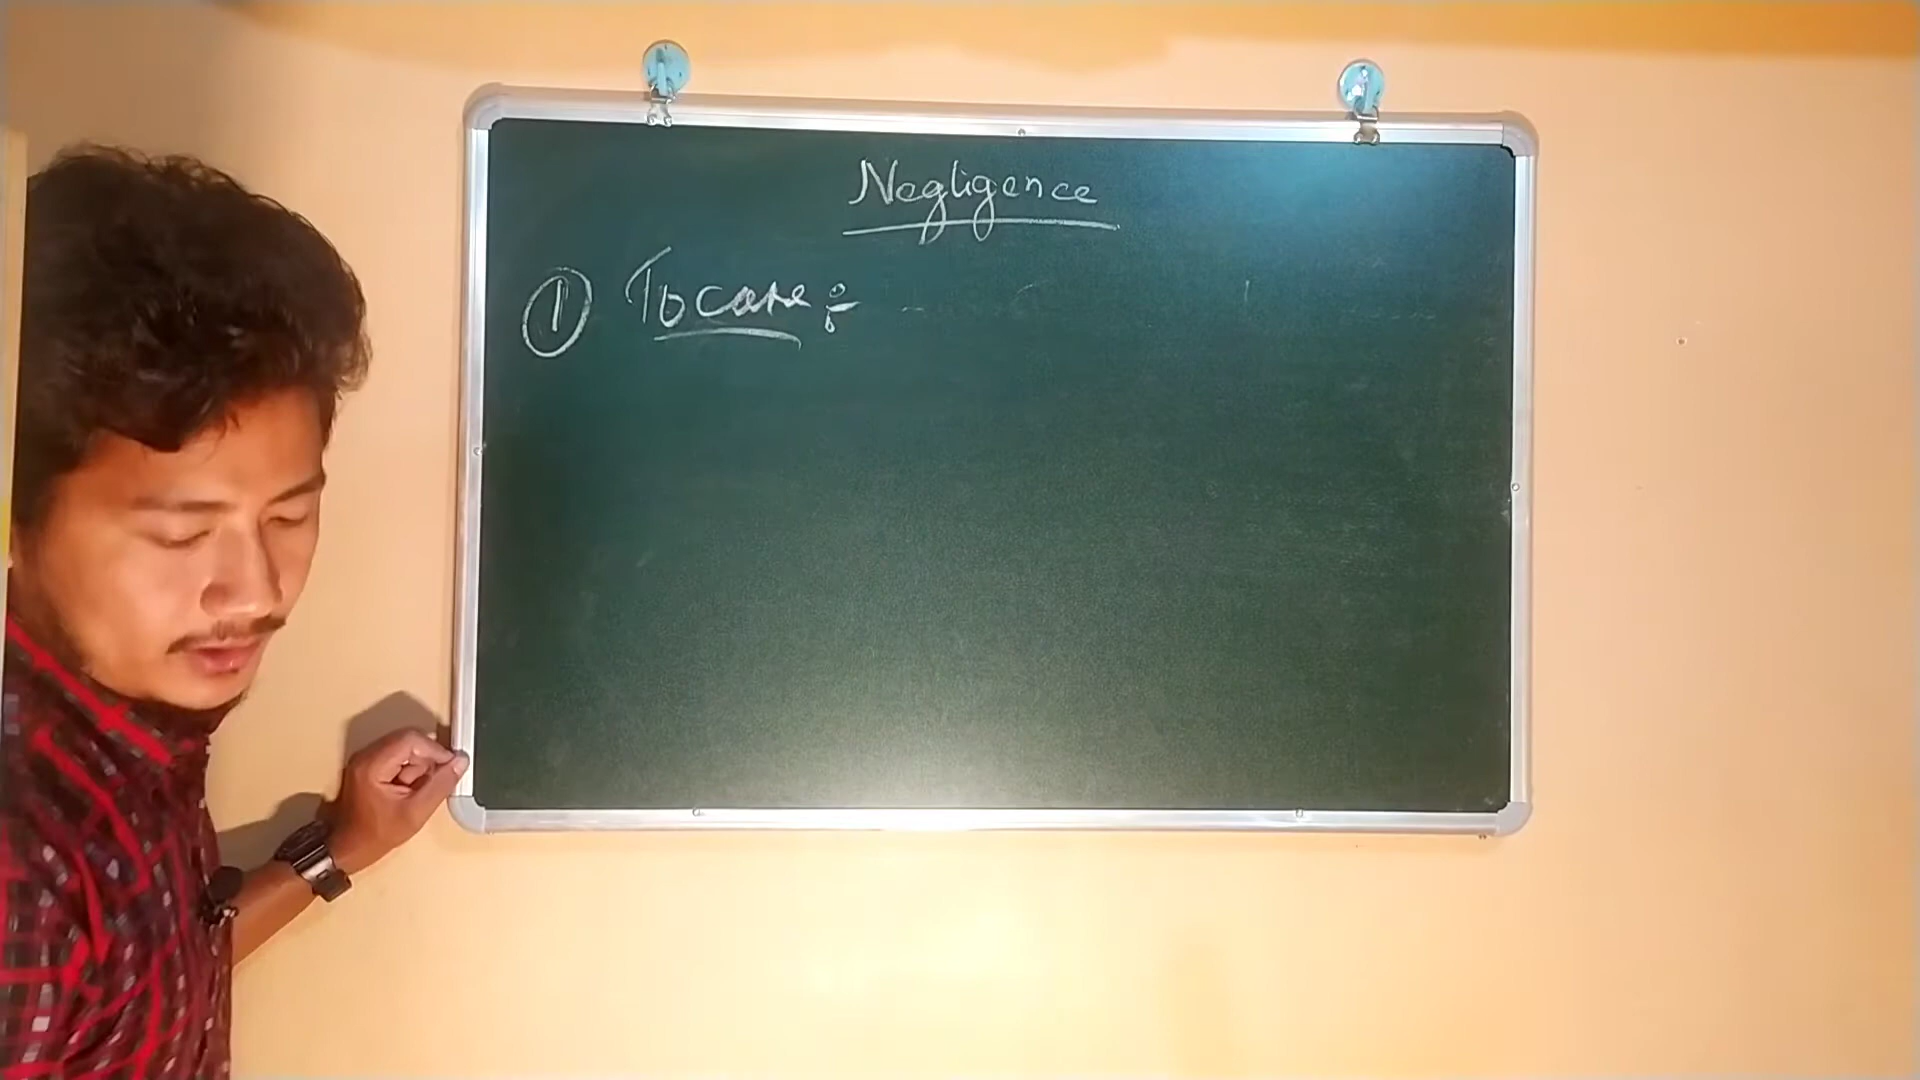 Negligence
① To care :-